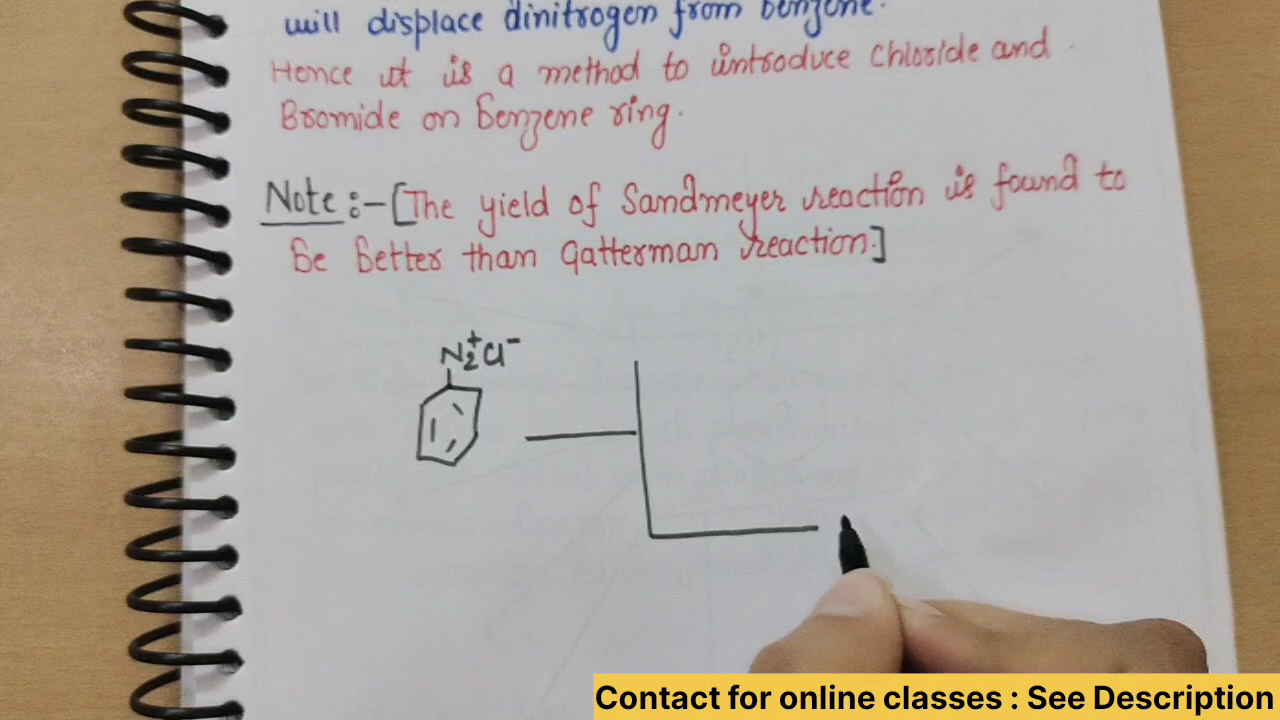 will displace dinitrogen from benzene.
Hence it is a method to introduce chloride and
Bromide on benzene ring.
Note :- [The yield of Sandmeyer reaction is found to
be better than Gatterman reaction.]
N₂⁺Cl⁻
Contact for online classes : See Description